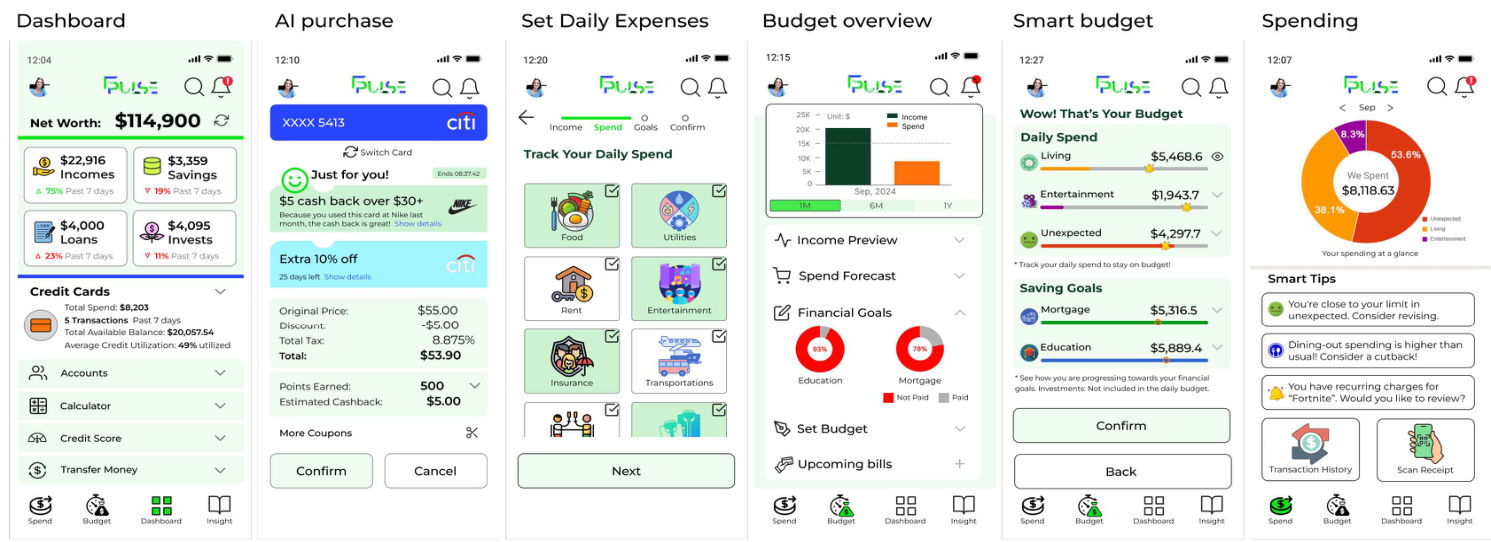 Dashboard
12:04
PULSE
Net Worth: $114,900
$22,916
Incomes
△ 75% Past 7 days
$3,359
Savings
▽ 19% Past 7 days
$4,000
Loans
△ 23% Past 7 days
$4,095
Invests
▽ 11% Past 7 days
Credit Cards
Total Spend: $8,203
5 Transactions Past 7 days
Total Available Balance: $20,057.54
Average Credit Utilization: 49% utilized
Accounts
Calculator
Credit Score
Transfer Money
Spend
Budget
Dashboard
Insight
AI purchase
12:10
PULSE
XXXX 5413
citi
Switch Card
Just for you!
Ends 08:37:42
$5 cash back over $30+
NIKE
Because you used this card at Nike last
month, the cash back is great! Show details
Extra 10% off
citi
25 days left Show details
Original Price: $55.00
Discount: -$5.00
Total Tax: 8.875%
Total: $53.90
Points Earned: 500
Estimated Cashback: $5.00
More Coupons
Confirm
Cancel
Set Daily Expenses
12:20
PULSE
Income
Spend
Goals
Confirm
Track Your Daily Spend
Food
Utilities
Rent
Entertainment
Insurance
Transportations
Next
Budget overview
12:15
PULSE
Unit: $
Income
Spend
25K
20K
15K
10K
5K
0
Sep, 2024
1M
6M
1Y
Income Preview
Spend Forecast
Financial Goals
93%
78%
Education
Mortgage
Not Paid
Paid
Set Budget
Upcoming bills
Spend
Budget
Dashboard
Insight
Smart budget
12:27
PULSE
Wow! That's Your Budget
Daily Spend
Living $5,468.6
Entertainment $1,943.7
Unexpected $4,297.7
* Track your daily spend to stay on budget!
Saving Goals
Mortgage $5,316.5
Education $5,889.4
* See how you are progressing towards your financial
goals. Investments: Not included in the daily budget.
Confirm
Back
Spend
Budget
Dashboard
Insight
Spending
12:07
PULSE
< Sep >
8.3%
53.6%
We Spent
$8,118.63
38.1%
Unexpected
Living
Entertainment
Your spending at a glance
Smart Tips
You're close to your limit in
unexpected. Consider revising.
Dining-out spending is higher than
usual! Consider a cutback!
You have recurring charges for
"Fortnite". Would you like to review?
Transaction History
Scan Receipt
Spend
Budget
Dashboard
Insight